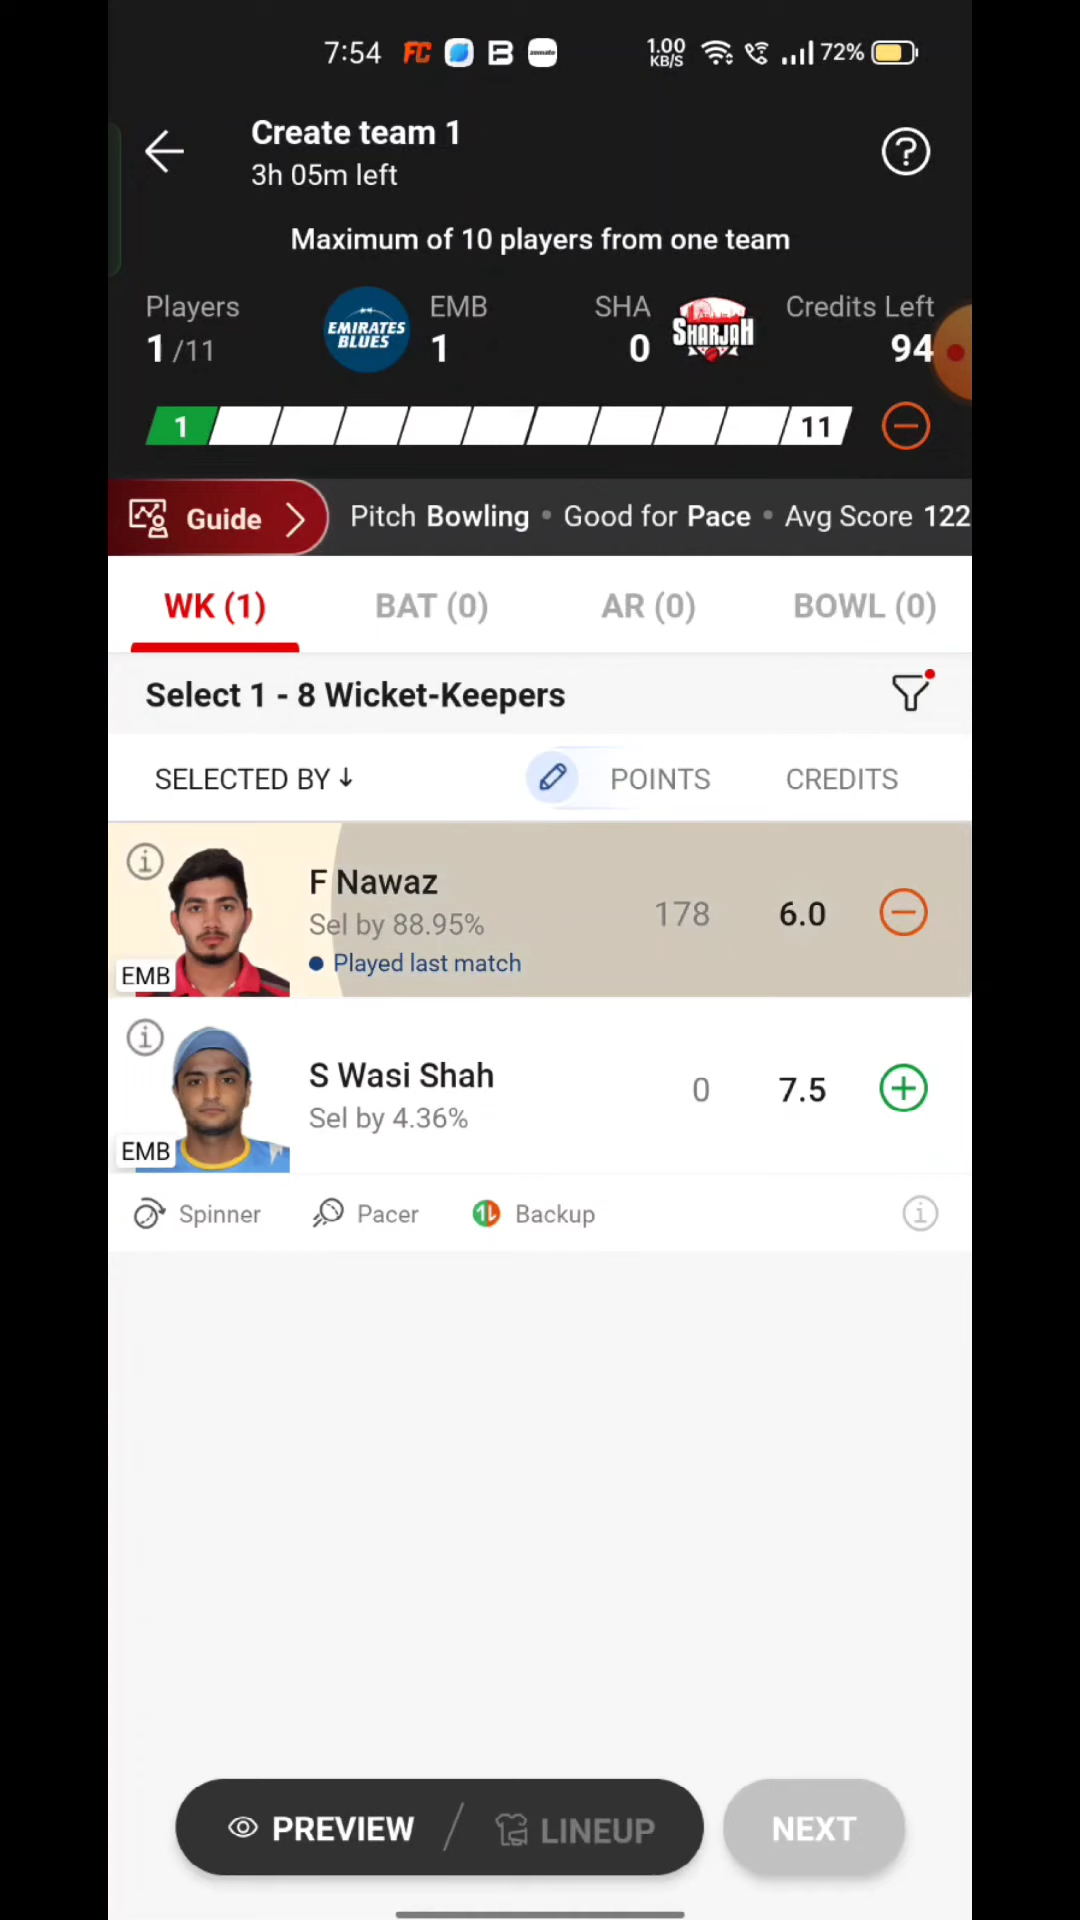 7:54 FC B zomato 1.00 KB/S 72%
Create team 1
3h 05m left
Maximum of 10 players from one team
Players EMB SHA Credits Left
1 /11 EMIRATES BLUES 1 0 SHARJAH 94
1 11
Guide Pitch Bowling • Good for Pace • Avg Score 122
WK (1) BAT (0) AR (0) BOWL (0)
Select 1 - 8 Wicket-Keepers
SELECTED BY ↓ POINTS CREDITS
F Nawaz
Sel by 88.95% 178 6.0
• Played last match
EMB
S Wasi Shah
Sel by 4.36% 0 7.5
EMB
Spinner Pacer Backup
PREVIEW / LINEUP NEXT